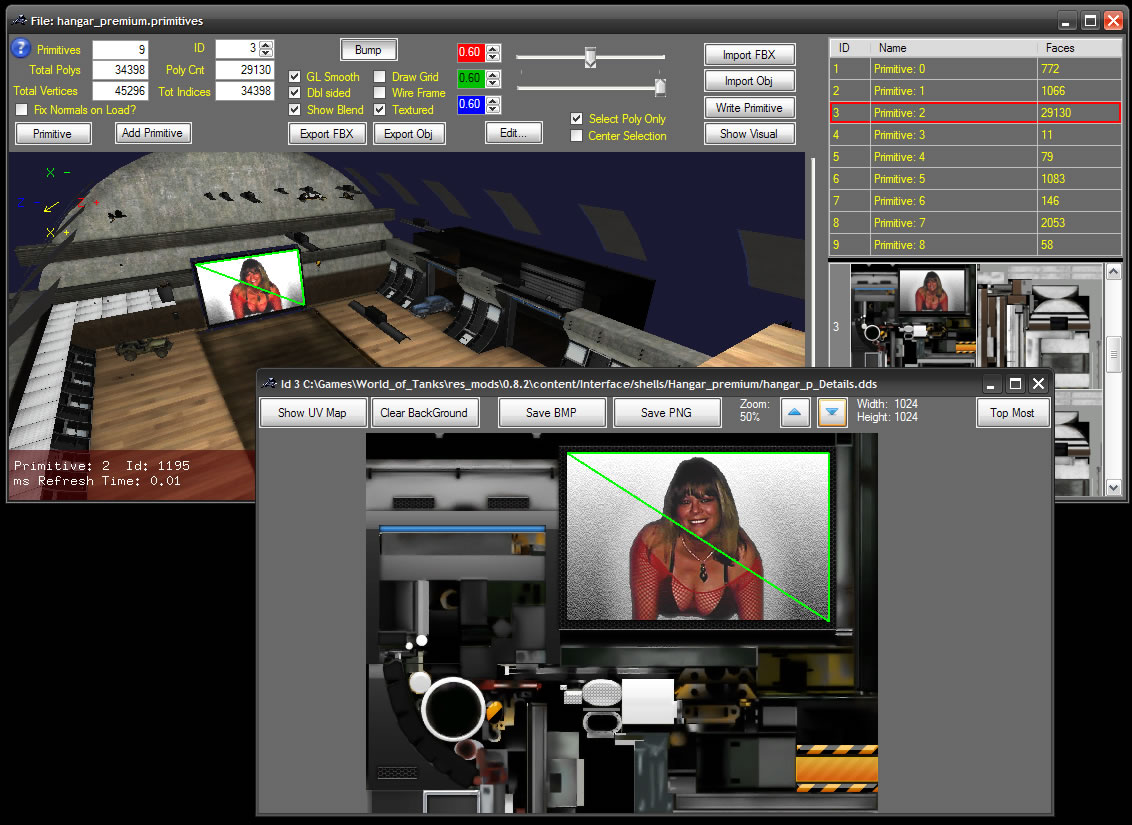 File: hangar_premium.primitives
Primitives 9 ID 3 Bump
Total Polys 34398 Poly Cnt 29130
Total Vertices 45296 Tot Indices 34398
Fix Normals on Load?
Primitive Add Primitive
GL Smooth Draw Grid
Dbl sided Wire Frame
Show Blend Textured
Export FBX Export Obj
0.60
0.60
0.60
Edit...
Select Poly Only
Center Selection
Import FBX
Import Obj
Write Primitive
Show Visual
ID Name Faces
1 Primitive: 0 772
2 Primitive: 1 1066
3 Primitive: 2 29130
4 Primitive: 3 11
5 Primitive: 4 79
6 Primitive: 5 1083
7 Primitive: 6 146
8 Primitive: 7 2053
9 Primitive: 8 58
X -
Z - Z +
X +
3
Primitive: 2 Id: 1195
ms Refresh Time: 0.01
Id 3 C:\Games\World_of_Tanks\res_mods\0.8.2\content/Interface/shells/Hangar_premium/hangar_p_Details.dds
Show UV Map Clear BackGround Save BMP Save PNG
Zoom:
50%
Width: 1024
Height: 1024
Top Most